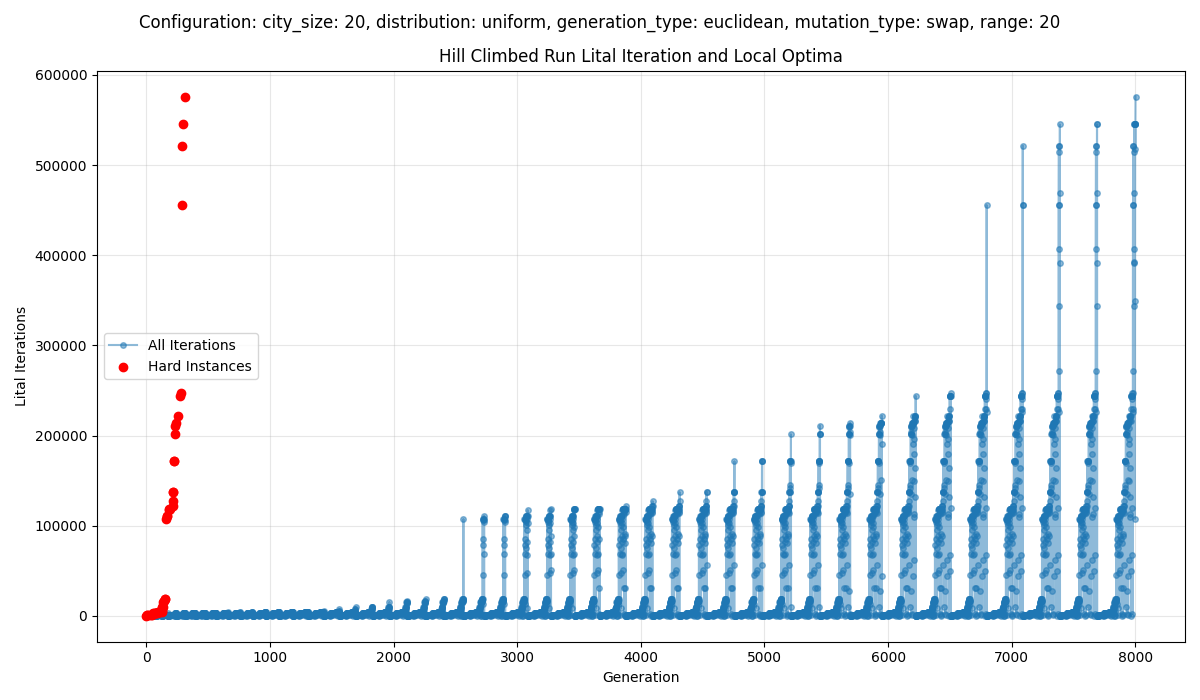 Configuration: city_size: 20, distribution: uniform, generation_type: euclidean, mutation_type: swap, range: 20
Hill Climbed Run Lital Iteration and Local Optima
600000
500000
400000
300000
200000
100000
0
Lital Iterations
All Iterations
Hard Instances
0 1000 2000 3000 4000 5000 6000 7000 8000
Generation